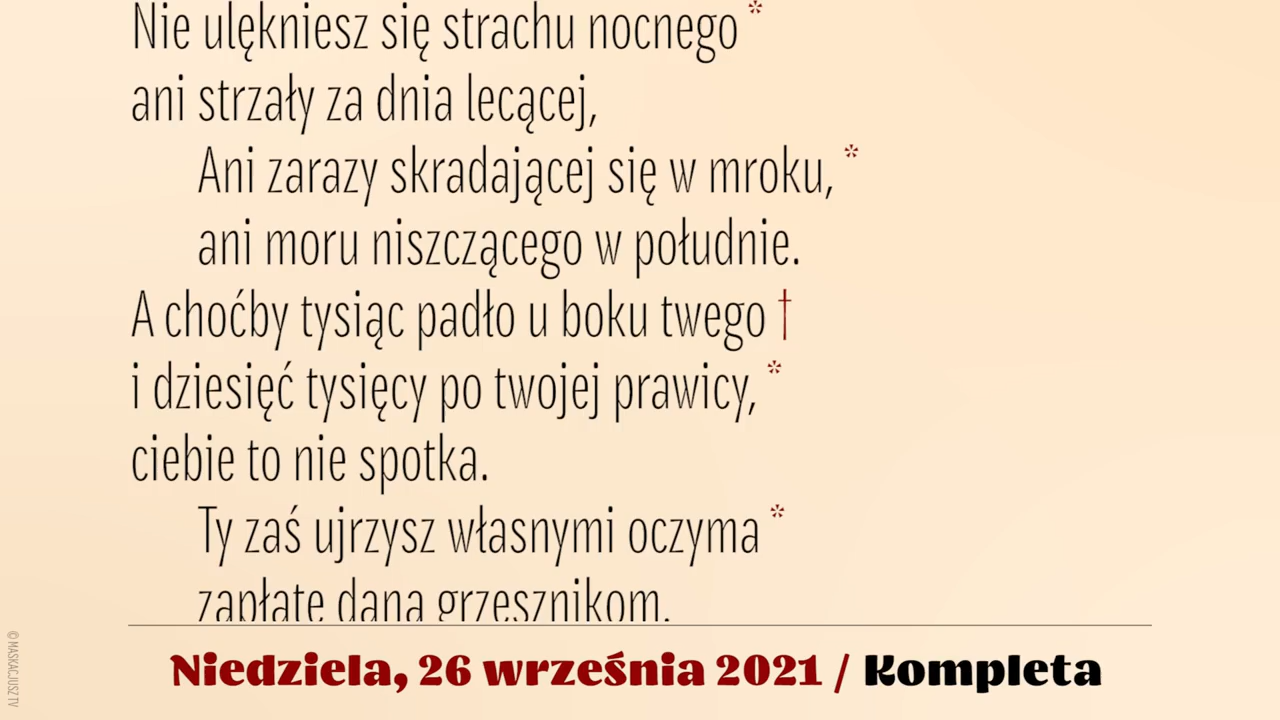 Nie ulękniesz się strachu nocnego *
ani strzały za dnia lecącej,
Ani zarazy skradającej się w mroku, *
ani moru niszczącego w południe.
A choćby tysiąc padło u boku twego †
i dziesięć tysięcy po twojej prawicy, *
ciebie to nie spotka.
Ty zaś ujrzysz własnymi oczyma *
zapłatę daną grzesznikom.
Niedziela, 26 września 2021 / Kompleta
© MASKACJUSZ TV